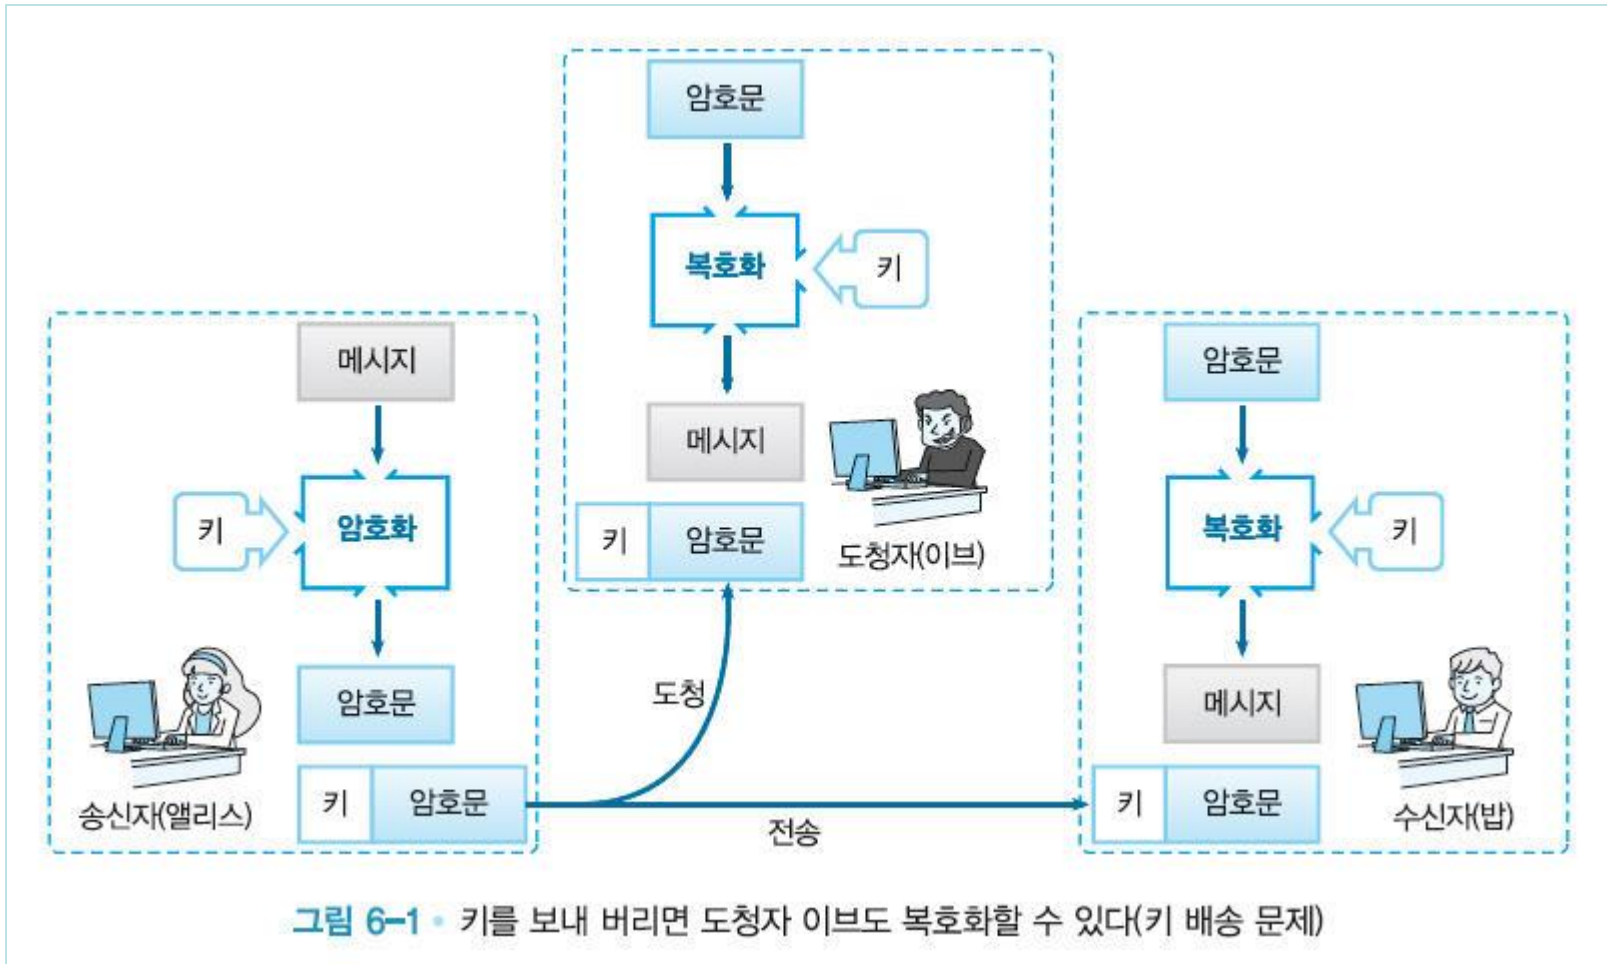 암호문
복호화
키
메시지
키 암호문
도청자(이브)
메시지
키
암호화
암호문
키 암호문
송신자(앨리스)
도청
전송
암호문
복호화
키
메시지
키 암호문
수신자(밥)
그림 6-1 • 키를 보내 버리면 도청자 이브도 복호화할 수 있다(키 배송 문제)